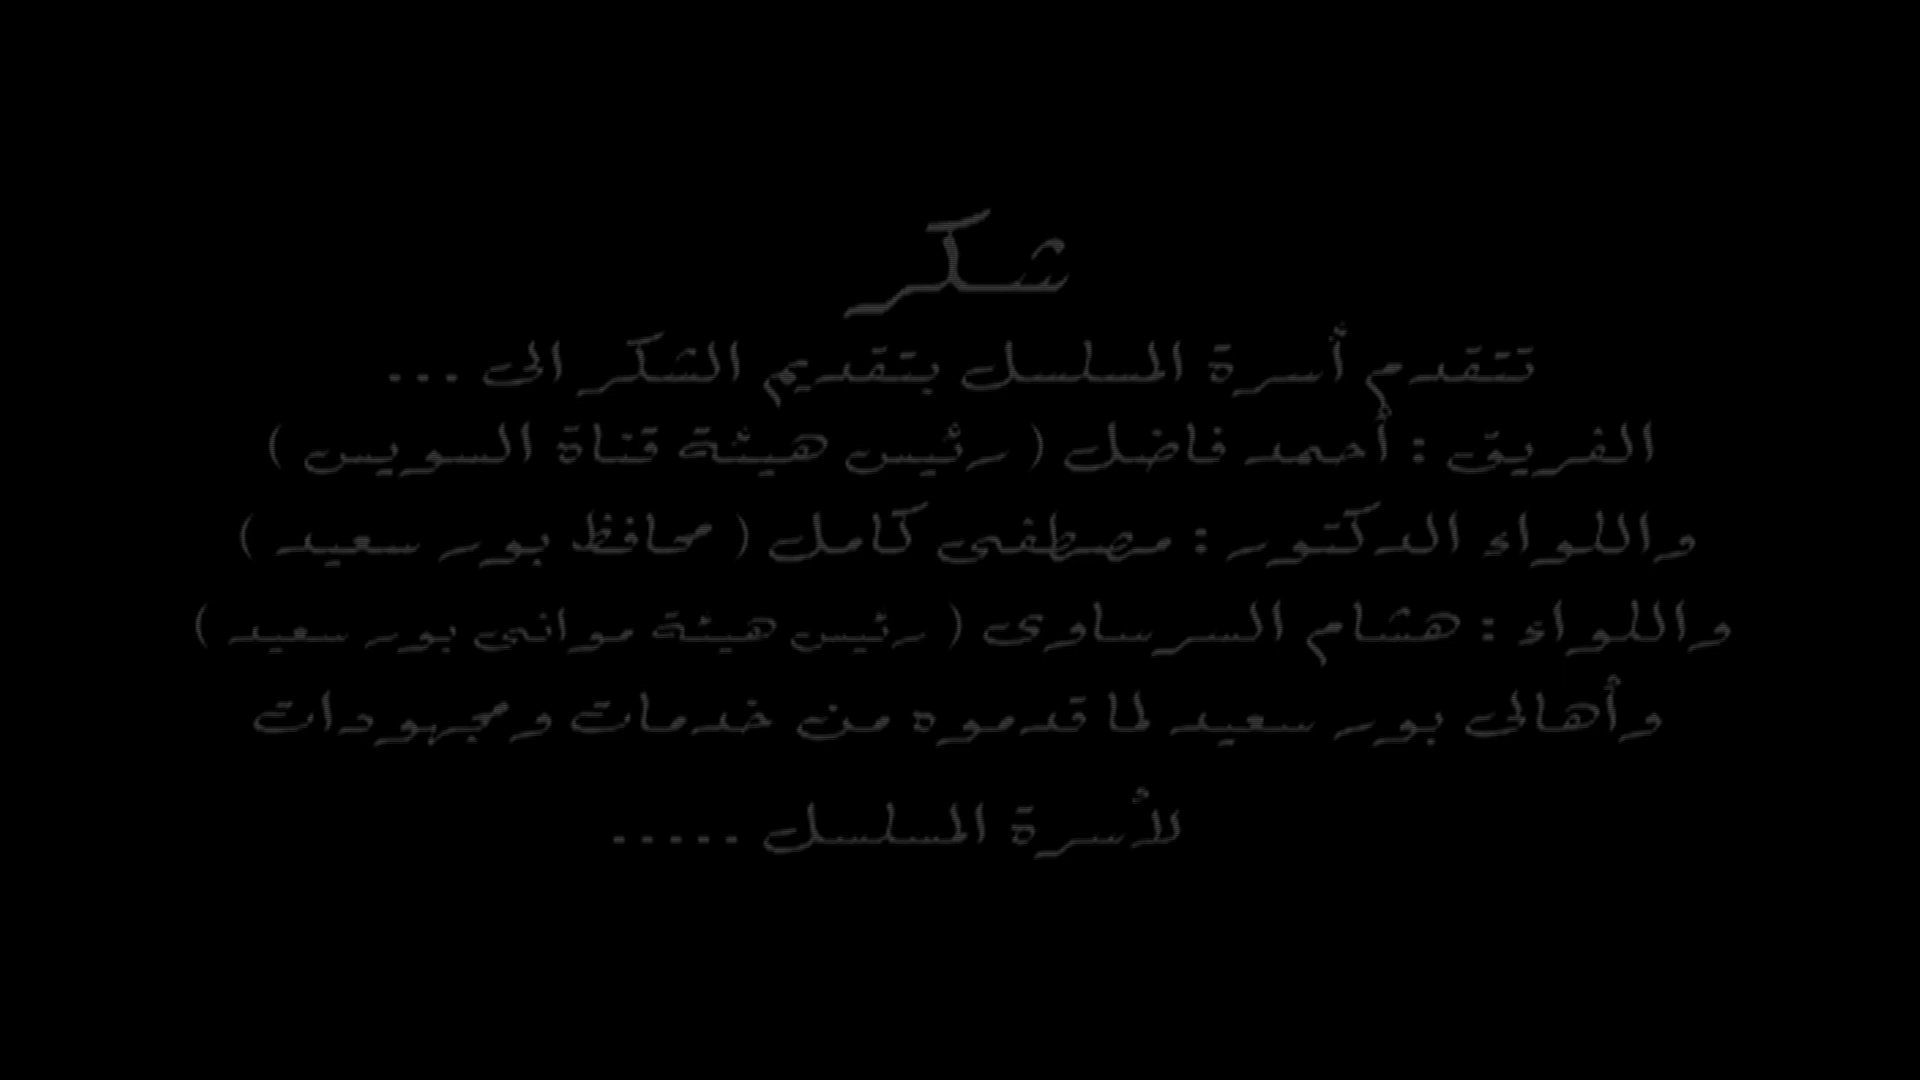 شكر
تتقدم أسرة المسلسل بتقديم الشكر الى ...
الفريق : أحمد فاضل ( رئيس هيئة قناة السويس )
واللواء الدكتور : مصطفى كامل ( محافظ بور سعيد )
واللواء : هشام السرساوى ( رئيس هيئة موانى بور سعيد )
وأهالى بور سعيد لما قدموه من خدمات ومجهودات
لأسرة المسلسل .....